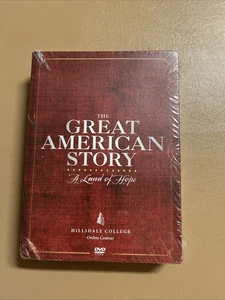 THE
GREAT
AMERICAN
STORY
A Land of Hope
HILLSDALE COLLEGE
Online Courses
DVD